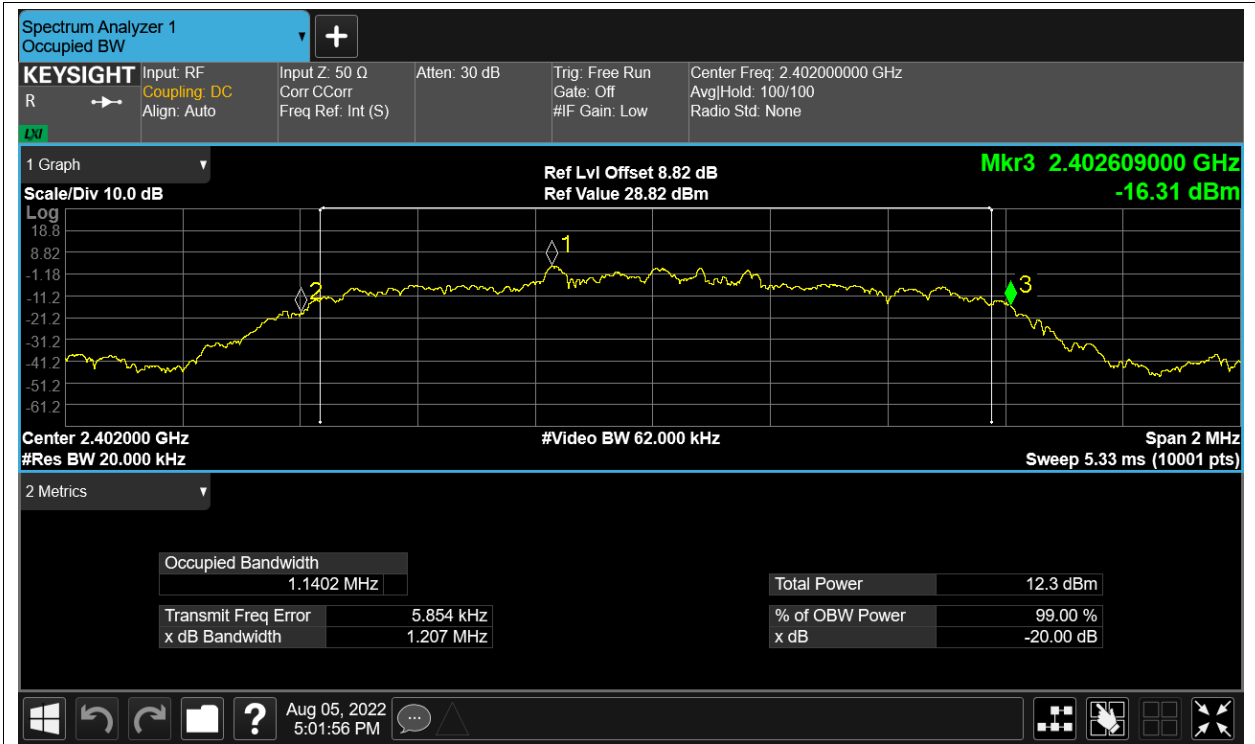 Spectrum Analyzer 1
Occupied BW
KEYSIGHT
R
LXI
Input: RF
Coupling: DC
Align: Auto
Input Z: 50 Ω
Corr CCorr
Freq Ref: Int (S)
Atten: 30 dB
Trig: Free Run
Gate: Off
#IF Gain: Low
Center Freq: 2.402000000 GHz
Avg|Hold: 100/100
Radio Std: None
1 Graph
Scale/Div 10.0 dB
Ref Lvl Offset 8.82 dB
Ref Value 28.82 dBm
Mkr3 2.402609000 GHz
-16.31 dBm
Log
18.8
8.82
-1.18
-11.2
-21.2
-31.2
-41.2
-51.2
-61.2
1
2
3
Center 2.402000 GHz
#Res BW 20.000 kHz
#Video BW 62.000 kHz
Span 2 MHz
Sweep 5.33 ms (10001 pts)
2 Metrics
Occupied Bandwidth
1.1402 MHz
Transmit Freq Error 5.854 kHz
x dB Bandwidth 1.207 MHz
Total Power 12.3 dBm
% of OBW Power 99.00 %
x dB -20.00 dB
?
Aug 05, 2022
5:01:56 PM